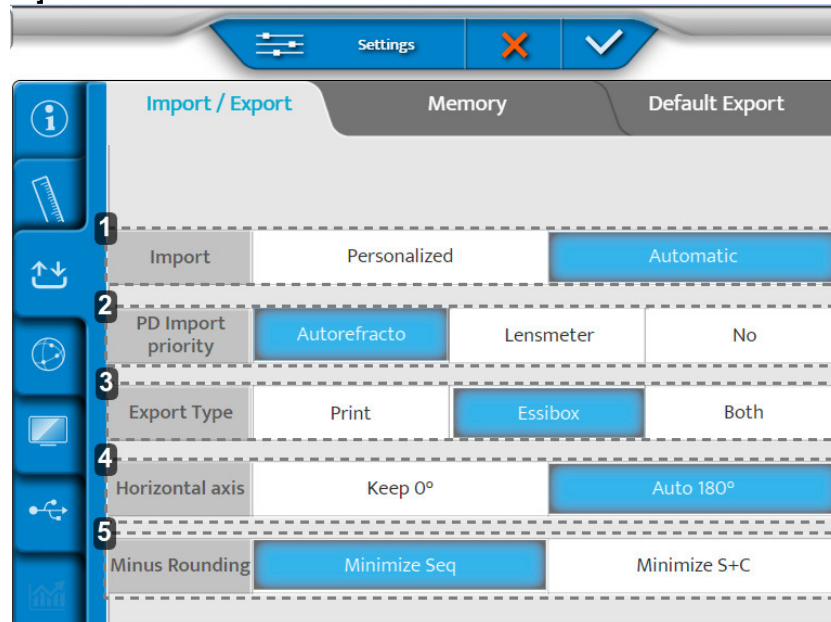 Settings
Import / Export Memory Default Export
1
Import Personalized Automatic
2
PD Import
priority Autorefracto Lensmeter No
3
Export Type Print Essibox Both
4
Horizontal axis Keep 0° Auto 180°
5
Minus Rounding Minimize Seq Minimize S+C